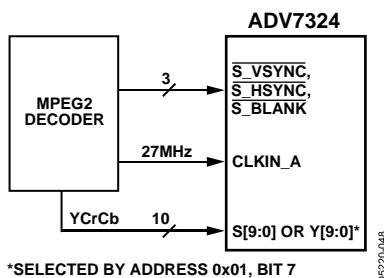 ADV7324
MPEG2
DECODER
3
S_VSYNC,
S_HSYNC,
S_BLANK
27MHz
CLKIN_A
YCrCb
10
S[9:0] OR Y[9:0]*
*SELECTED BY ADDRESS 0x01, BIT 7
05220-048